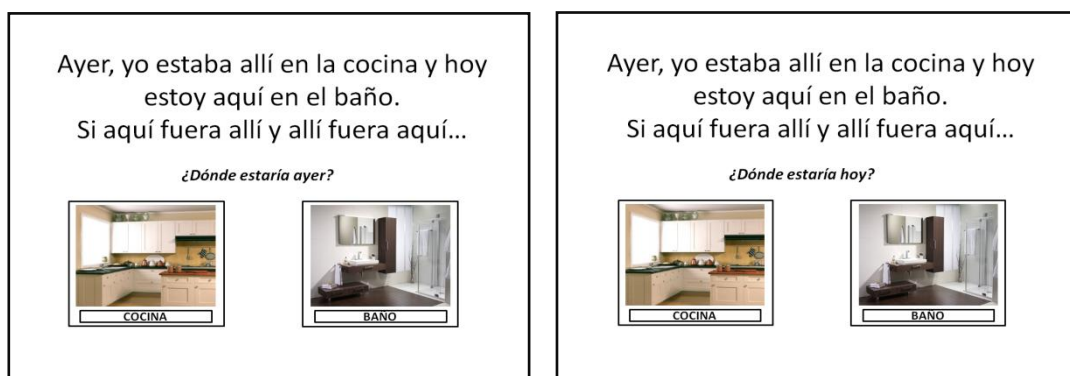 Ayer, yo estaba allí en la cocina y hoy
estoy aquí en el baño.
Si aquí fuera allí y allí fuera aquí...
¿Dónde estaría ayer?
COCINA
BAÑO
Ayer, yo estaba allí en la cocina y hoy
estoy aquí en el baño.
Si aquí fuera allí y allí fuera aquí...
¿Dónde estaría hoy?
COCINA
BAÑO